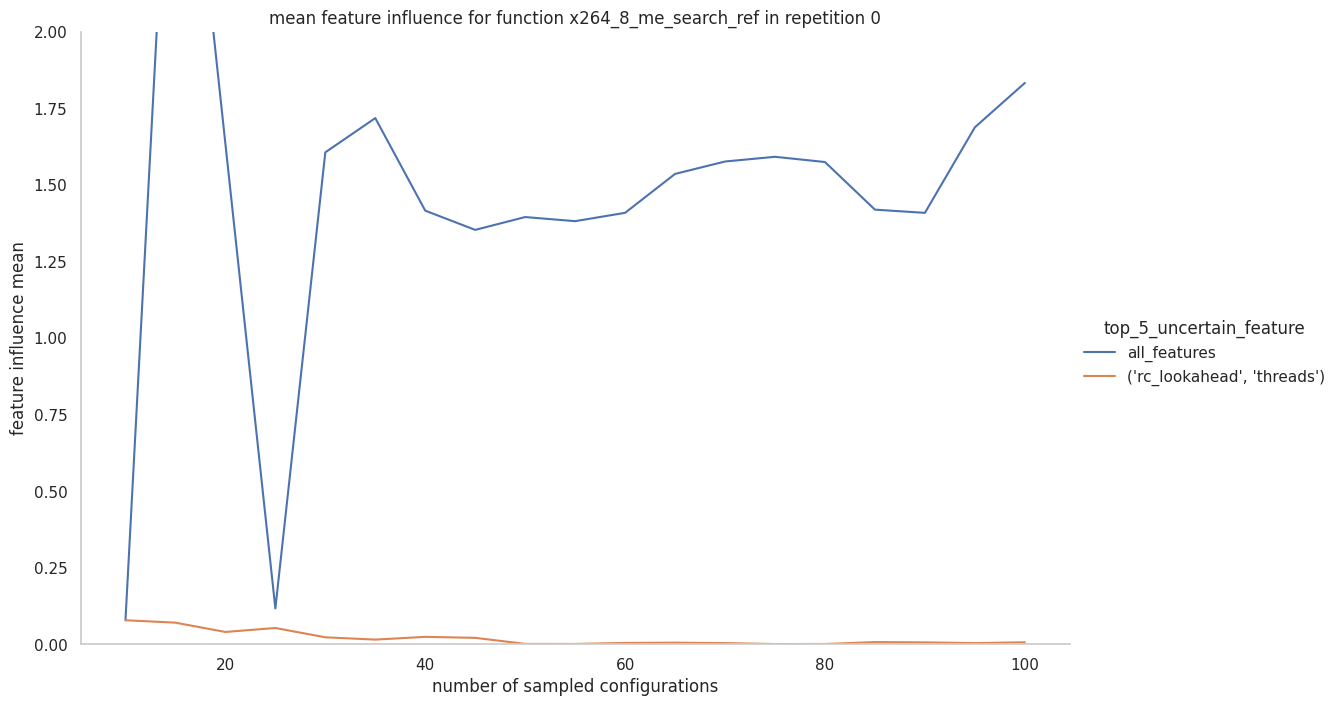 mean feature influence for function x264_8_me_search_ref in repetition 0
2.00
1.75
1.50
1.25
1.00
0.75
0.50
0.25
0.00
feature influence mean
20
40
60
80
100
number of sampled configurations
top_5_uncertain_feature
all_features
('rc_lookahead', 'threads')